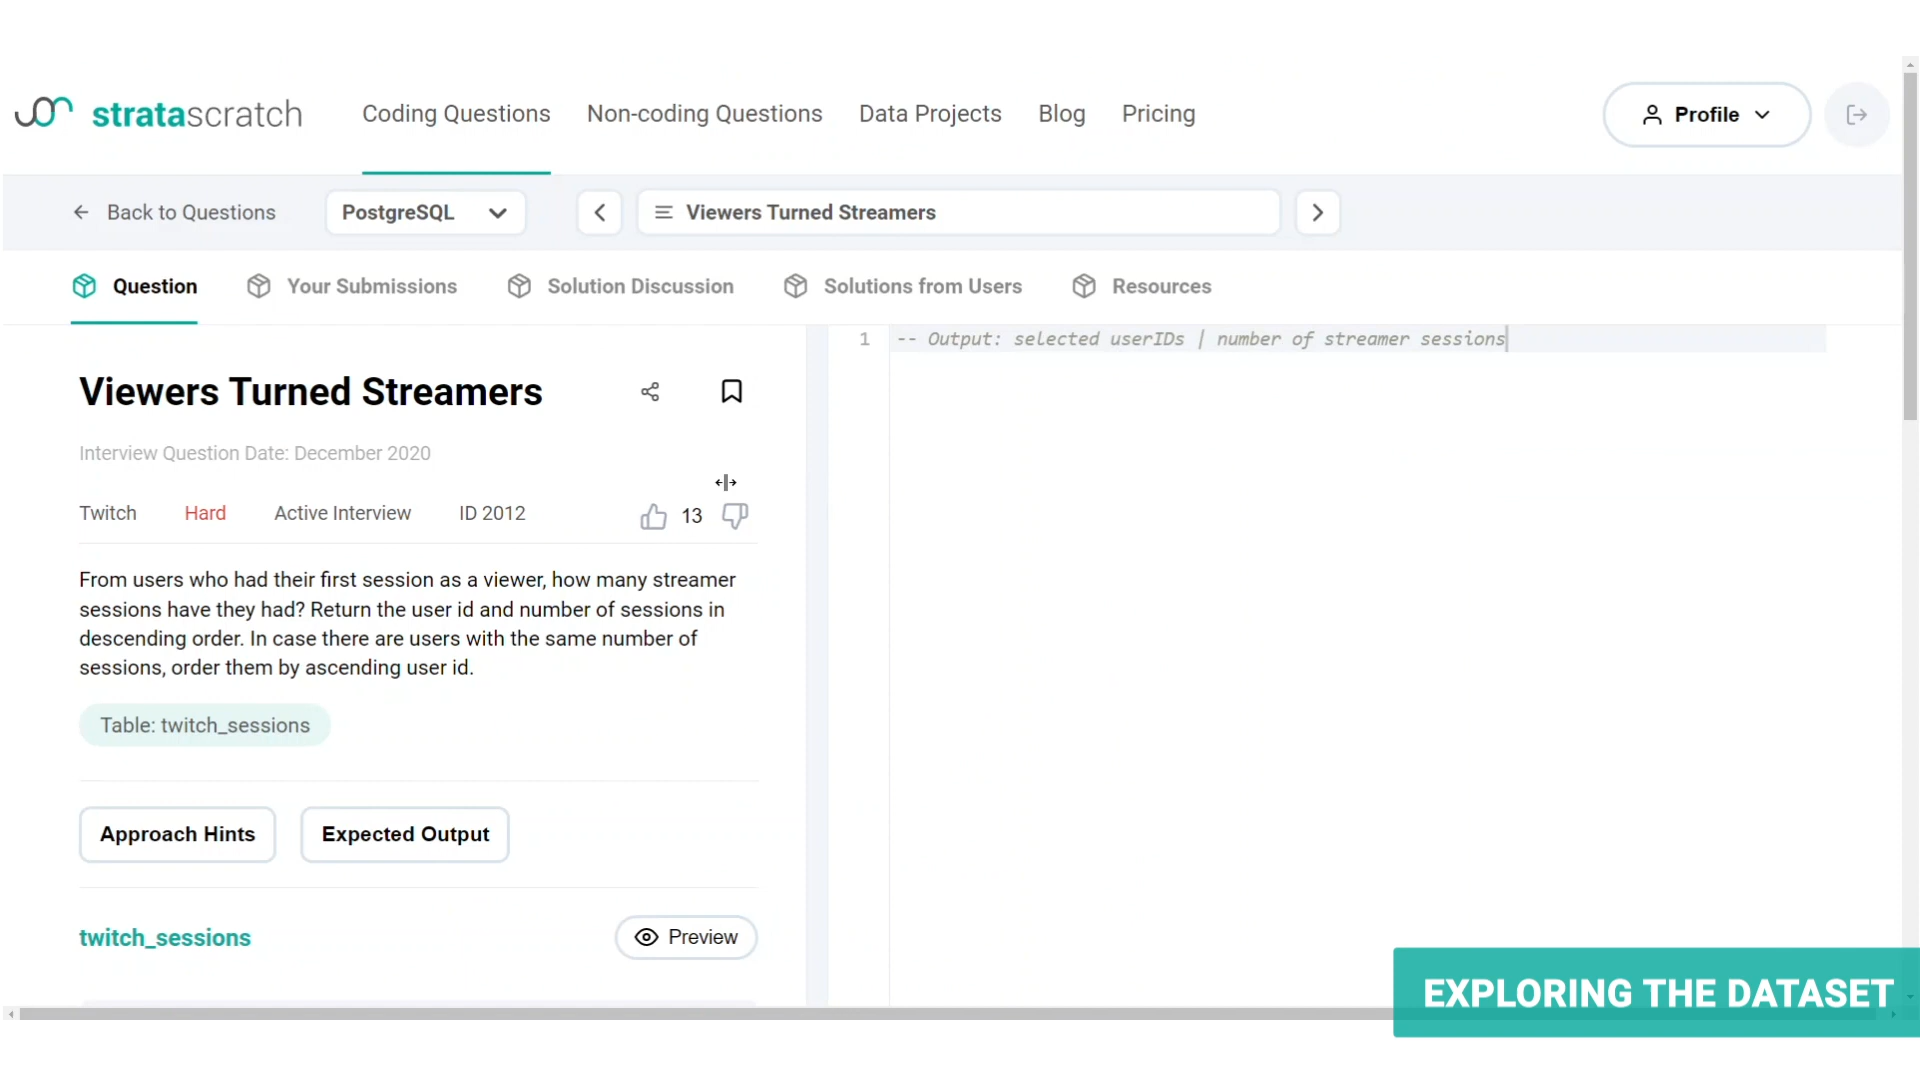 stratascratch
Coding Questions
Non-coding Questions
Data Projects
Blog
Pricing
Profile
Back to Questions
PostgreSQL
Viewers Turned Streamers
Question
Your Submissions
Solution Discussion
Solutions from Users
Resources
Viewers Turned Streamers
Interview Question Date: December 2020
Twitch
Hard
Active Interview
ID 2012
13
From users who had their first session as a viewer, how many streamer
sessions have they had? Return the user id and number of sessions in
descending order. In case there are users with the same number of
sessions, order them by ascending user id.
Table: twitch_sessions
Approach Hints
Expected Output
twitch_sessions
Preview
1
-- Output: selected userIDs | number of streamer sessions
EXPLORING THE DATASET